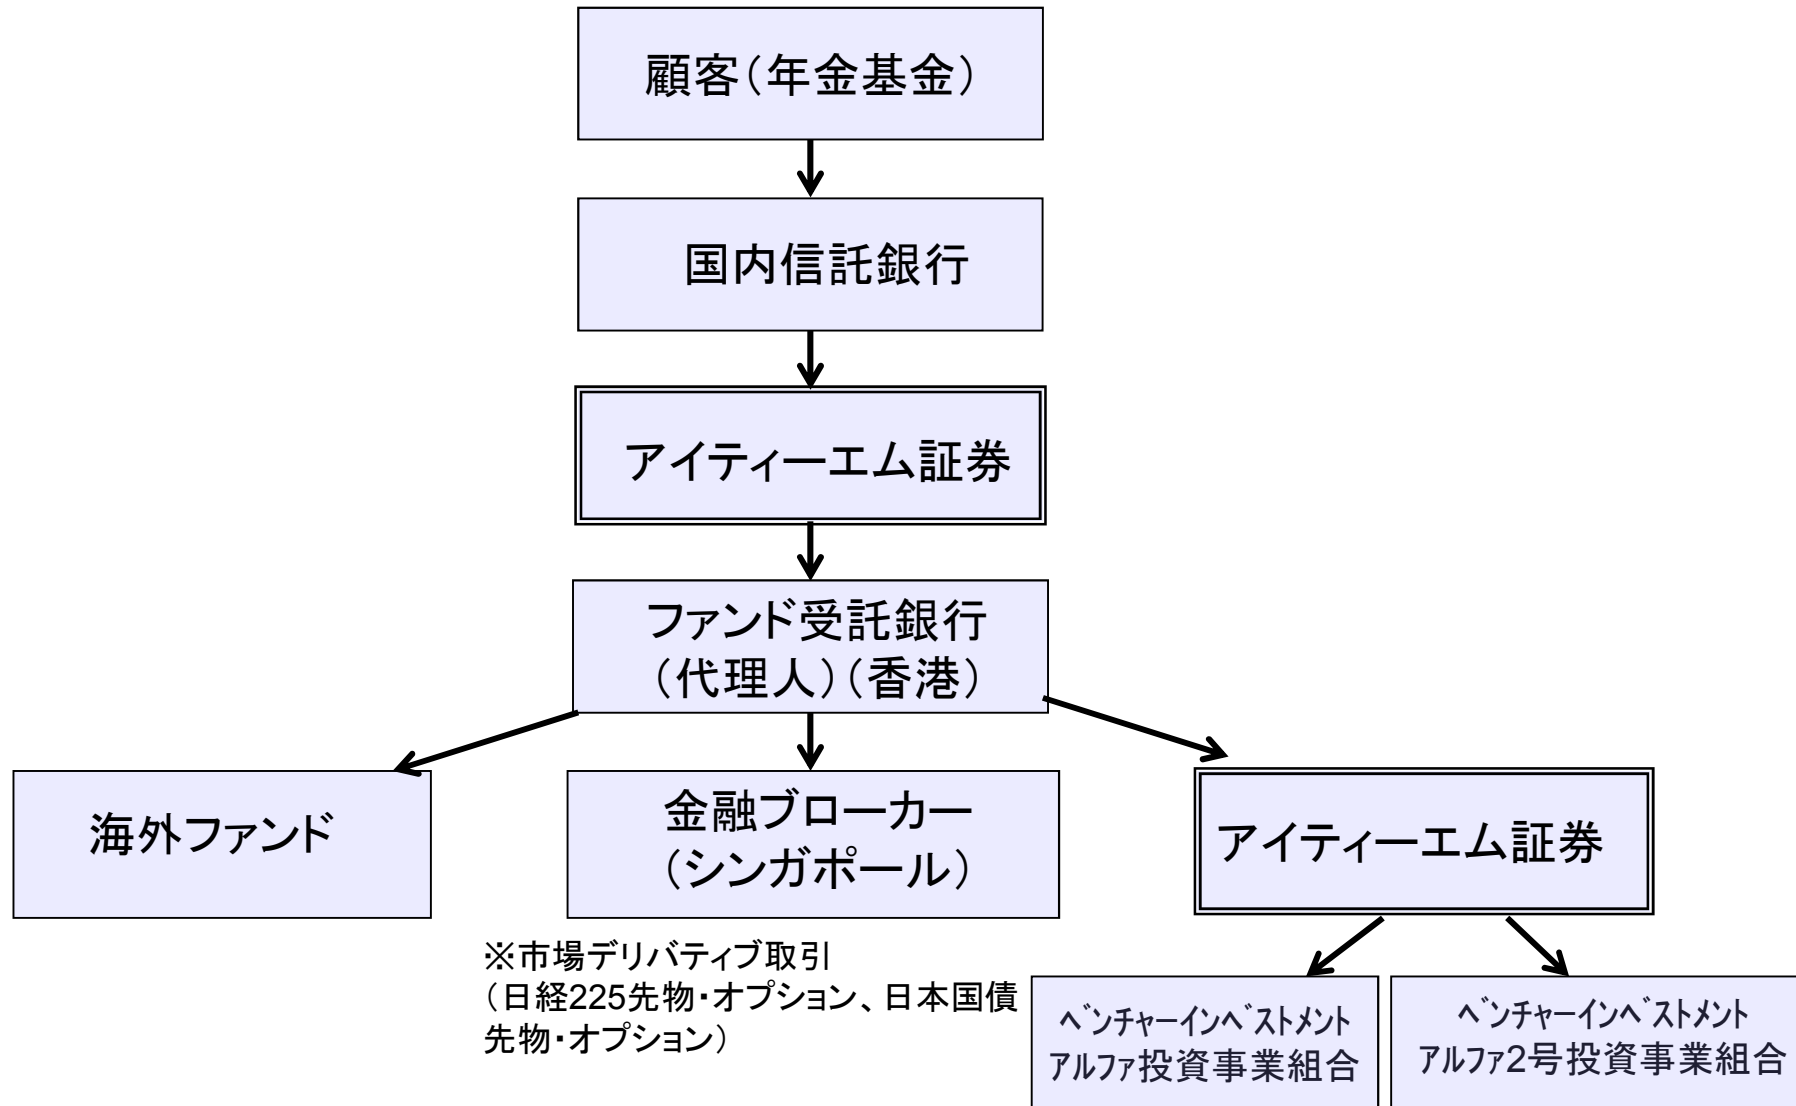 顧客（年金基金）
国内信託銀行
アイティーエム証券
ファンド受託銀行
（代理人）（香港）
海外ファンド
金融ブローカー
（シンガポール）
アイティーエム証券
※市場デリバティブ取引
（日経225先物・オプション、日本国債
先物・オプション）
ﾍﾞﾝﾁｬｰｲﾝﾍﾞｽﾄﾒﾝﾄ
ｱﾙﾌｧ投資事業組合
ﾍﾞﾝﾁｬｰｲﾝﾍﾞｽﾄﾒﾝﾄ
ｱﾙﾌｧ2号投資事業組合